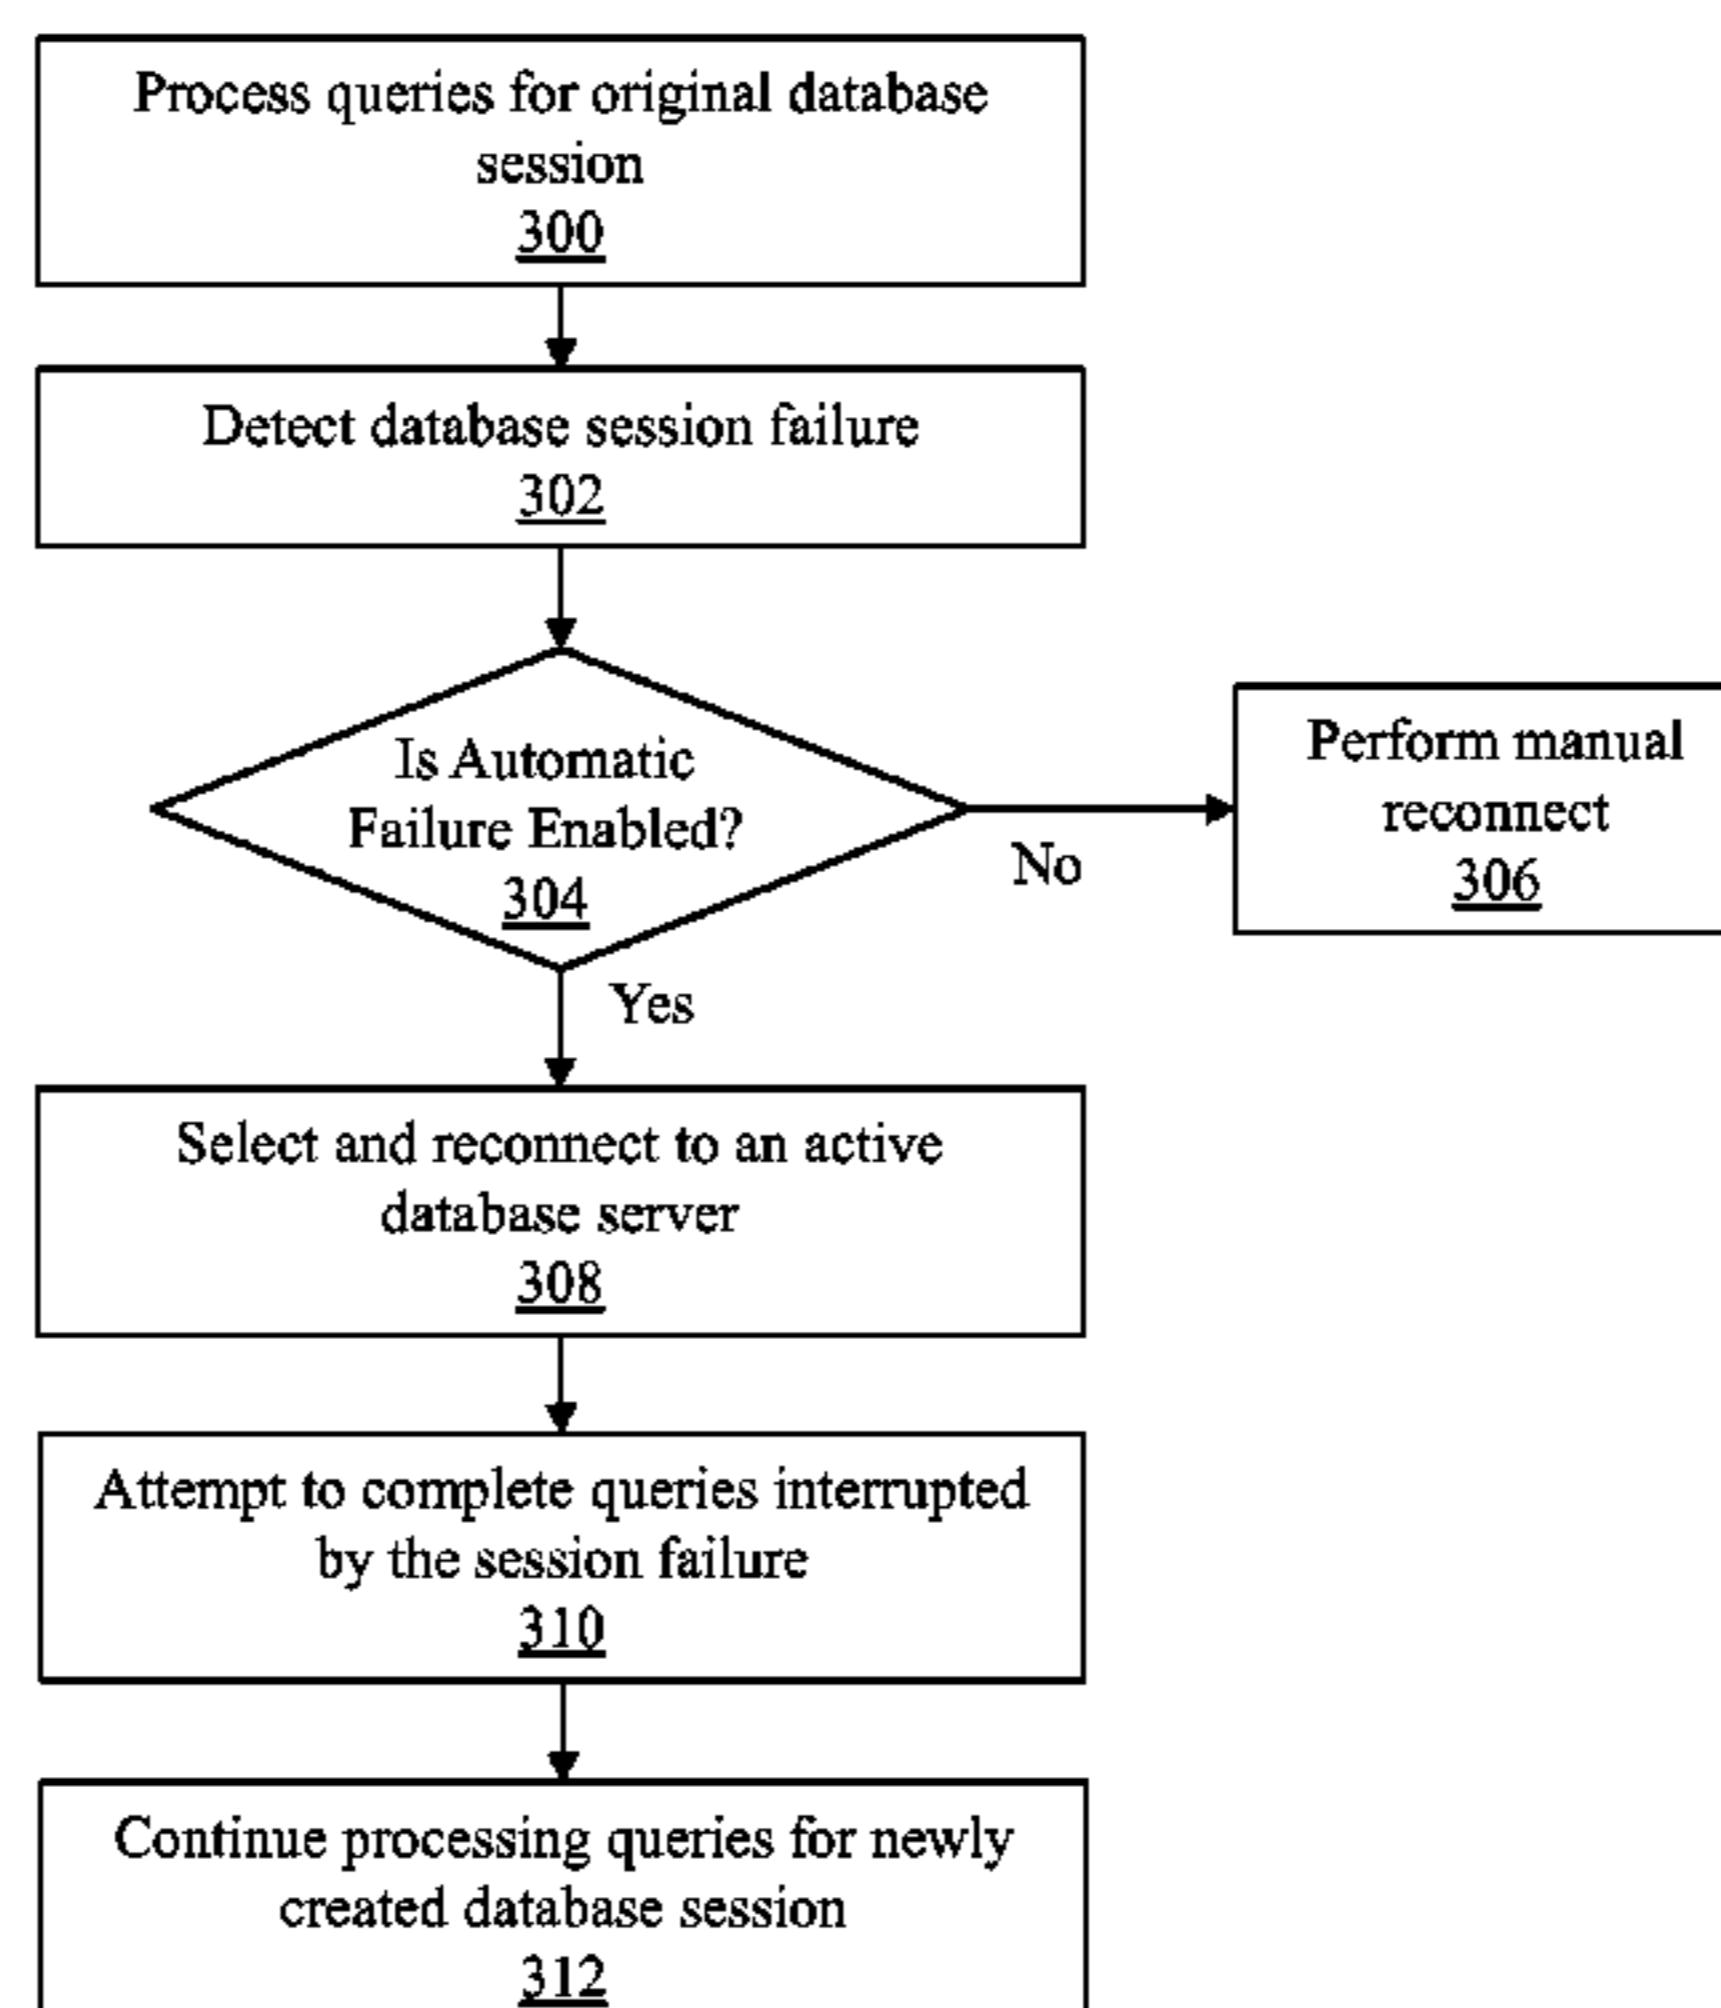 Process queries for original database
session
300
Detect database session failure
302
Is Automatic
Failure Enabled?
304
No
Perform manual
reconnect
306
Yes
Select and reconnect to an active
database server
308
Attempt to complete queries interrupted
by the session failure
310
Continue processing queries for newly
created database session
312